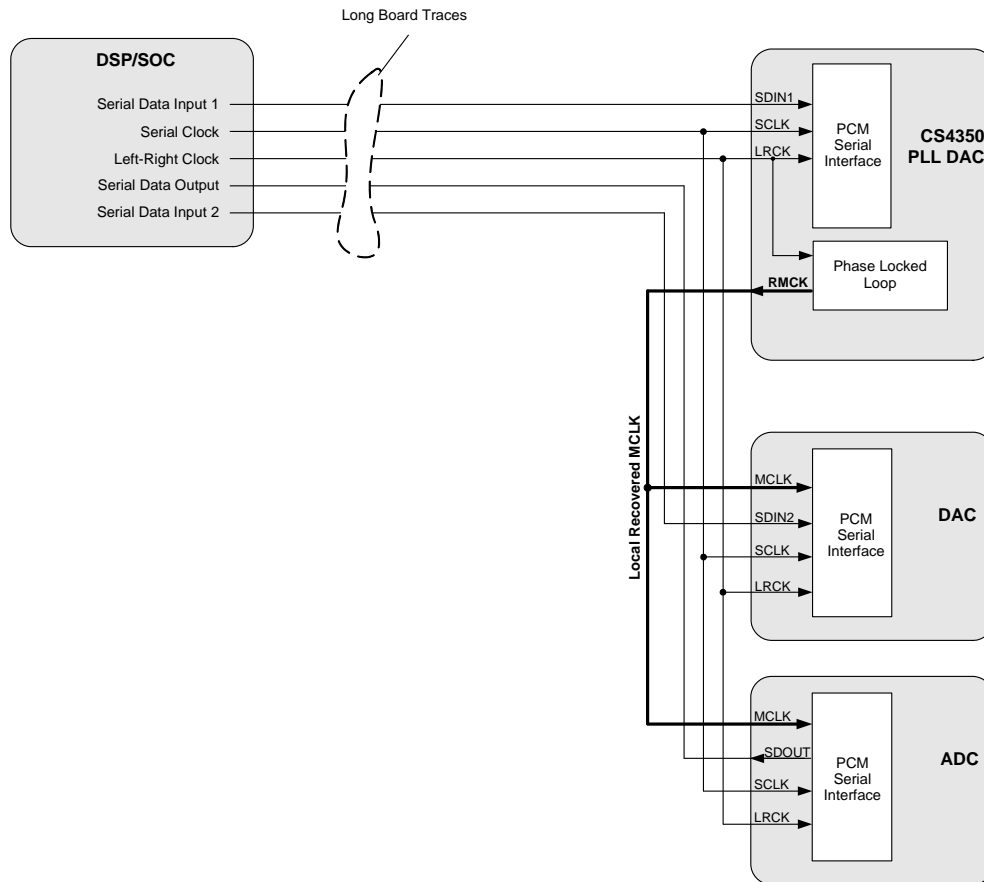 Long Board Traces
DSP/SOC
Serial Data Input 1
Serial Clock
Left-Right Clock
Serial Data Output
Serial Data Input 2
SDIN1
SCLK
LRCK
PCM
Serial
Interface
CS4350
PLL DAC
Phase Locked
Loop
RMCK
Local Recovered MCLK
MCLK
SDIN2
SCLK
LRCK
PCM
Serial
Interface
DAC
MCLK
SDOUT
SCLK
LRCK
PCM
Serial
Interface
ADC